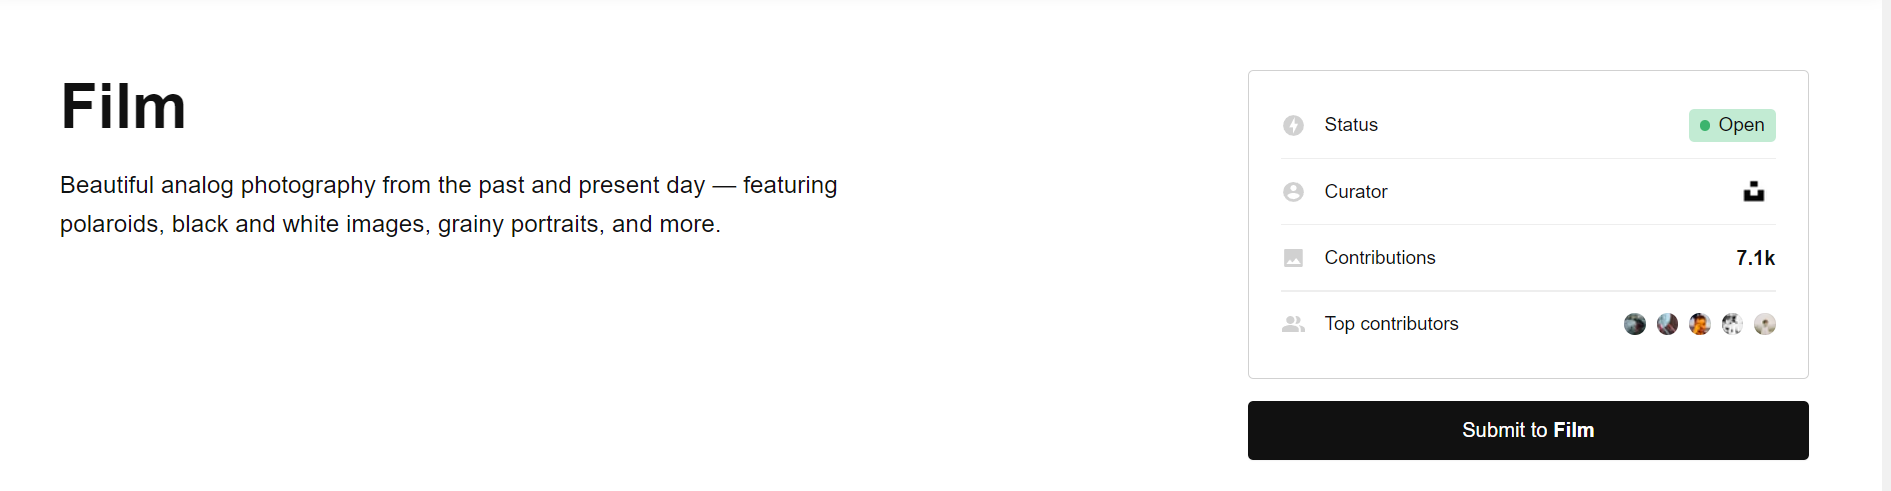 Film
Beautiful analog photography from the past and present day — featuring
polaroids, black and white images, grainy portraits, and more.
Status
Open
Curator
Contributions
7.1k
Top contributors
Submit to Film